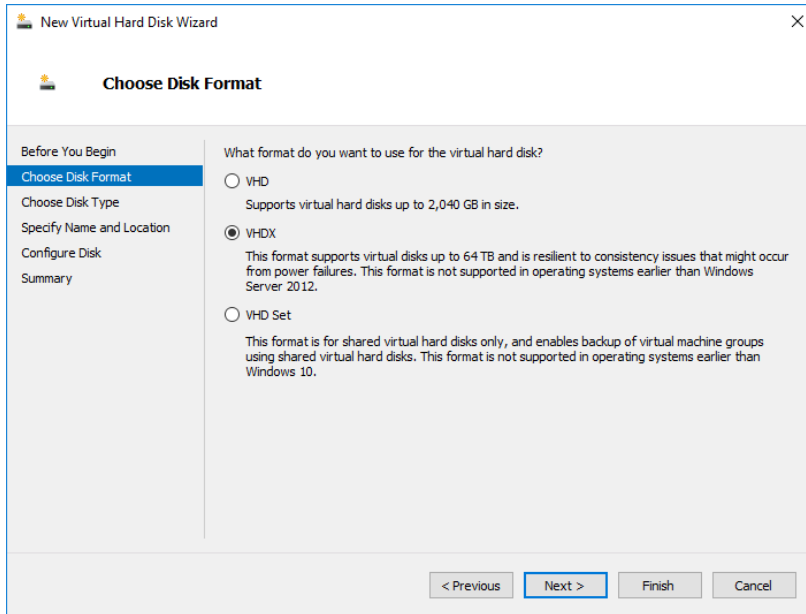 New Virtual Hard Disk Wizard
Choose Disk Format
Before You Begin
Choose Disk Format
Choose Disk Type
Specify Name and Location
Configure Disk
Summary
What format do you want to use for the virtual hard disk?
VHD
Supports virtual hard disks up to 2,040 GB in size.
VHDX
This format supports virtual disks up to 64 TB and is resilient to consistency issues that might occur
from power failures. This format is not supported in operating systems earlier than Windows
Server 2012.
VHD Set
This format is for shared virtual hard disks only, and enables backup of virtual machine groups
using shared virtual hard disks. This format is not supported in operating systems earlier than
Windows 10.
< Previous
Next >
Finish
Cancel